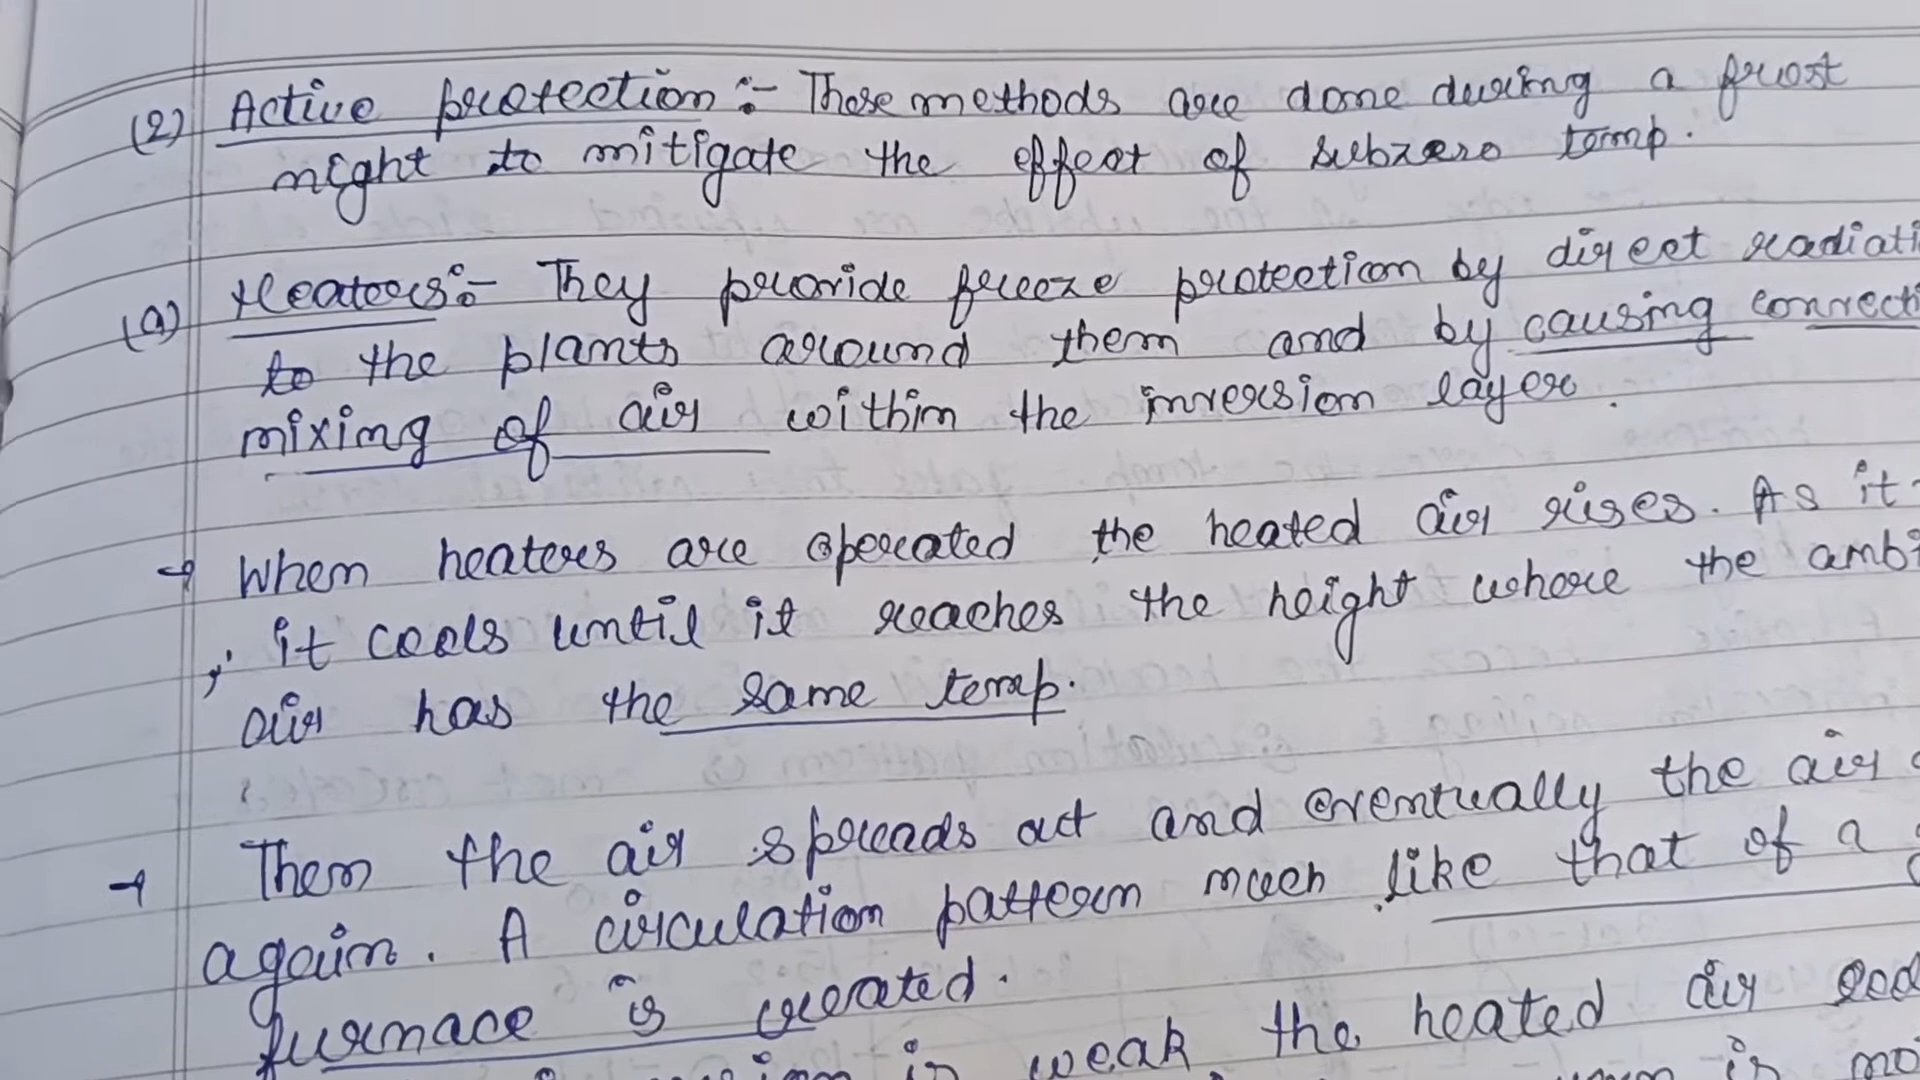 (2) Active protection :- These methods are done during a frost
night to mitigate the effect of subzero temp.
(a) Heaters :- They provide freeze protection by direct radiati
to the plants around them and by causing convecti
mixing of air within the inversion layer.
→ When heaters are operated the heated air rises. As it
it cools until it reaches the height where the ambi
air has the same temp.
→ Then the air spreads out and eventually the air
again. A circulation pattern much like that of a
furnace is created.
is weak the heated air
is